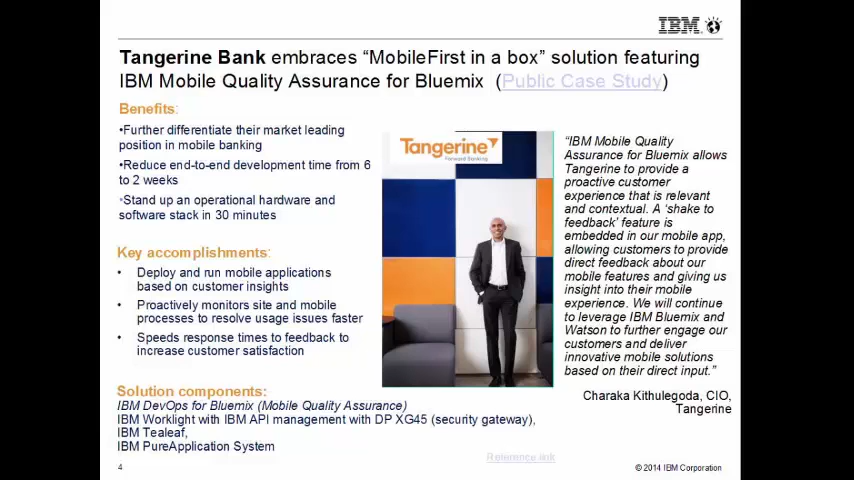 IBM
Tangerine Bank embraces “MobileFirst in a box” solution featuring
IBM Mobile Quality Assurance for Bluemix (Public Case Study)
Benefits:
•Further differentiate their market leading
position in mobile banking
•Reduce end-to-end development time from 6
to 2 weeks
•Stand up an operational hardware and
software stack in 30 minutes
Key accomplishments:
• Deploy and run mobile applications
based on customer insights
• Proactively monitors site and mobile
processes to resolve usage issues faster
• Speeds response times to feedback to
increase customer satisfaction
Solution components:
IBM DevOps for Bluemix (Mobile Quality Assurance)
IBM Worklight with IBM API management with DP XG45 (security gateway),
IBM Tealeaf,
IBM PureApplication System
Tangerine
Forward Banking
“IBM Mobile Quality
Assurance for Bluemix allows
Tangerine to provide a
proactive customer
experience that is relevant
and contextual. A ‘shake to
feedback’ feature is
embedded in our mobile app,
allowing customers to provide
direct feedback about our
mobile features and giving us
insight into their mobile
experience. We will continue
to leverage IBM Bluemix and
Watson to further engage our
customers and deliver
innovative mobile solutions
based on their direct input.”
Charaka Kithulegoda, CIO,
Tangerine
Reference link
4
© 2014 IBM Corporation